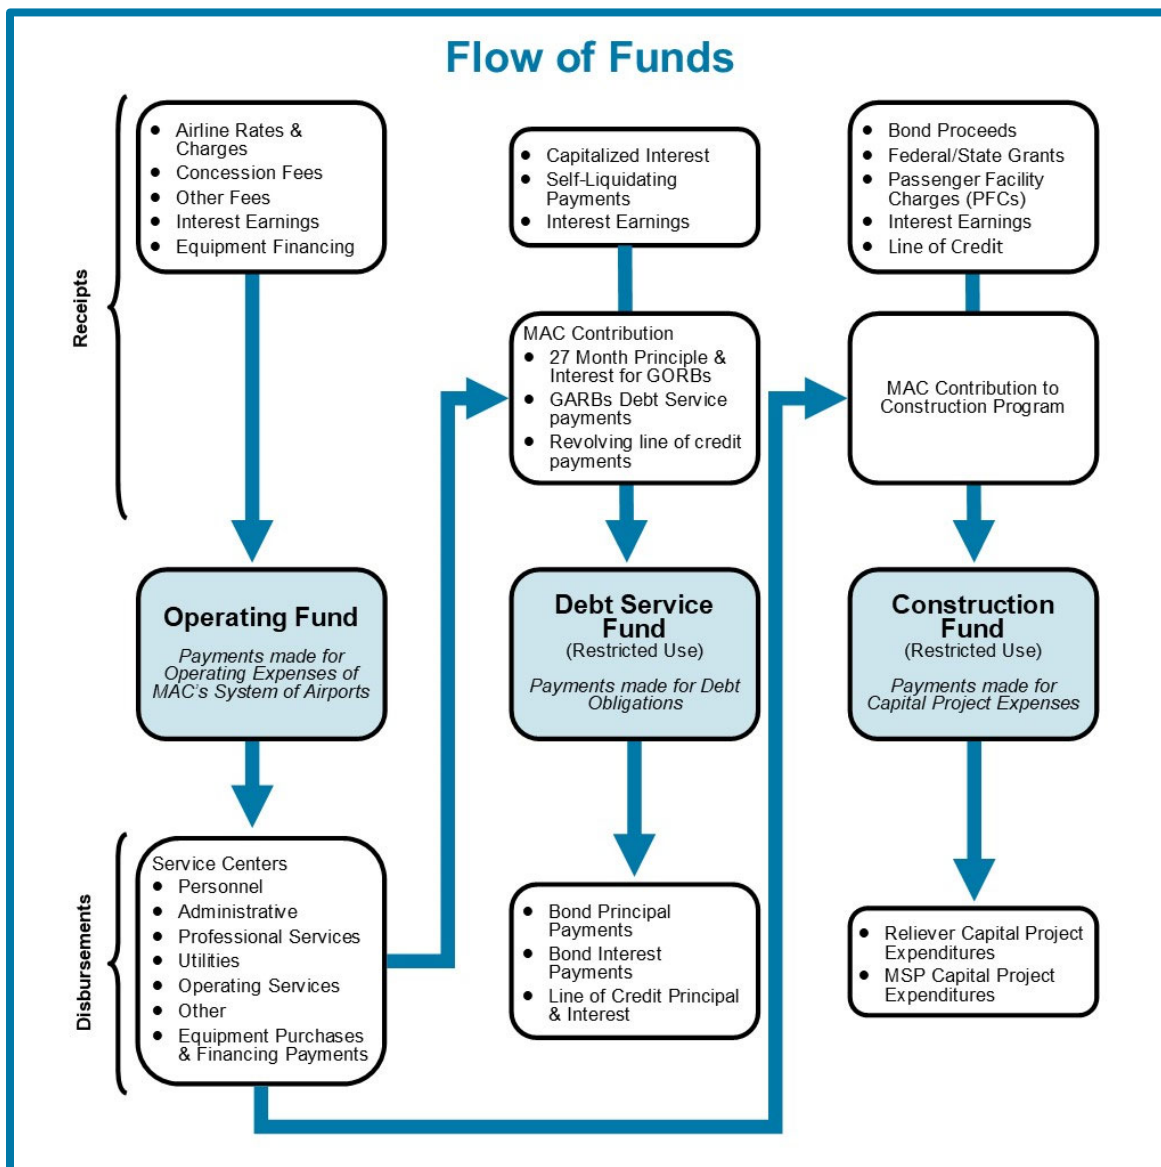 Flow of Funds
Receipts
● Airline Rates &
Charges
● Concession Fees
● Other Fees
● Interest Earnings
● Equipment Financing
● Capitalized Interest
● Self-Liquidating
Payments
● Interest Earnings
● Bond Proceeds
● Federal/State Grants
● Passenger Facility
Charges (PFCs)
● Interest Earnings
● Line of Credit
MAC Contribution
● 27 Month Principle &
Interest for GORBs
● GARBs Debt Service
payments
● Revolving line of credit
payments
MAC Contribution to
Construction Program
Operating Fund
Payments made for
Operating Expenses of
MAC's System of Airports
Debt Service
Fund
(Restricted Use)
Payments made for Debt
Obligations
Construction
Fund
(Restricted Use)
Payments made for
Capital Project Expenses
Disbursements
Service Centers
● Personnel
● Administrative
● Professional Services
● Utilities
● Operating Services
● Other
● Equipment Purchases
& Financing Payments
● Bond Principal
Payments
● Bond Interest
Payments
● Line of Credit Principal
& Interest
● Reliever Capital Project
Expenditures
● MSP Capital Project
Expenditures